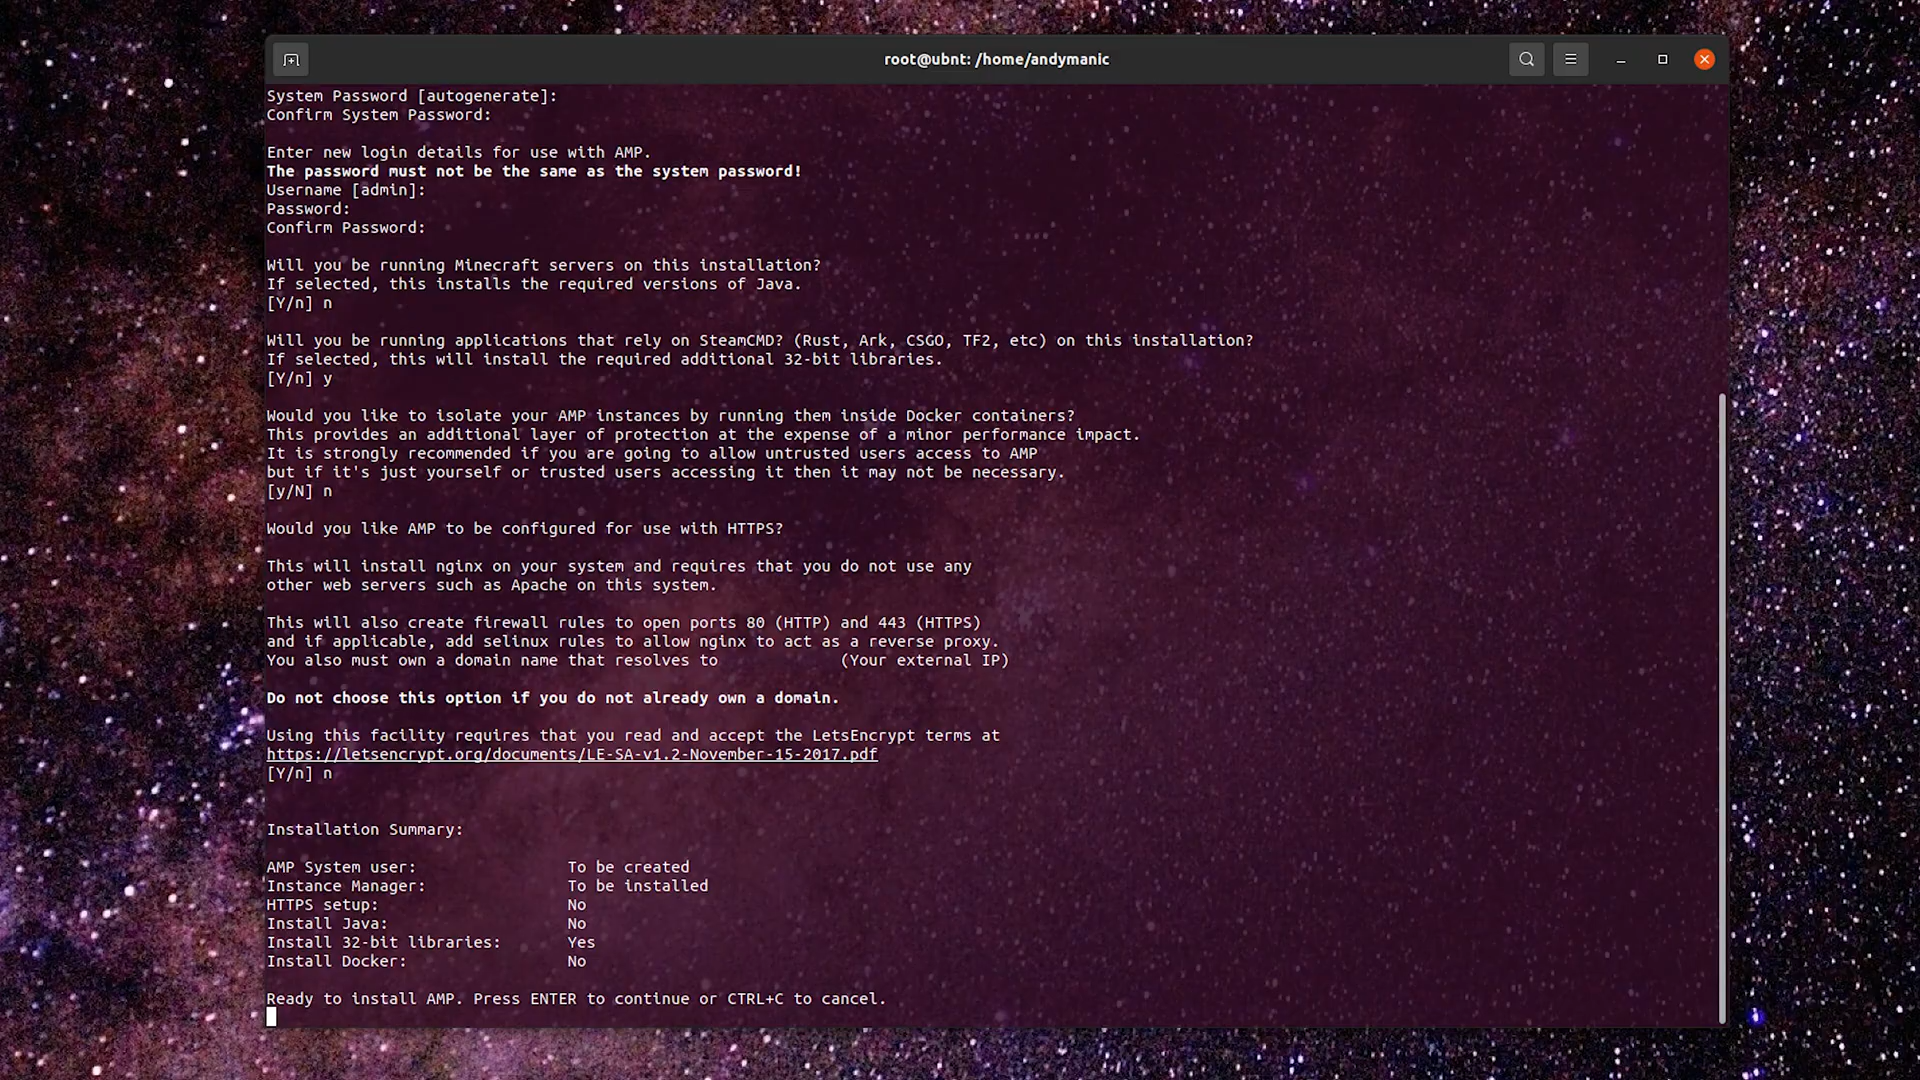 root@ubnt: /home/andymanic
System Password [autogenerate]:
Confirm System Password:
Enter new login details for use with AMP.
The password must not be the same as the system password!
Username [admin]:
Password:
Confirm Password:
Will you be running Minecraft servers on this installation?
If selected, this installs the required versions of Java.
[Y/n] n
Will you be running applications that rely on SteamCMD? (Rust, Ark, CSGO, TF2, etc) on this installation?
If selected, this will install the required additional 32-bit libraries.
[Y/n] y
Would you like to isolate your AMP instances by running them inside Docker containers?
This provides an additional layer of protection at the expense of a minor performance impact.
It is strongly recommended if you are going to allow untrusted users access to AMP
but if it's just yourself or trusted users accessing it then it may not be necessary.
[y/N] n
Would you like AMP to be configured for use with HTTPS?
This will install nginx on your system and requires that you do not use any
other web servers such as Apache on this system.
This will also create firewall rules to open ports 80 (HTTP) and 443 (HTTPS)
and if applicable, add selinux rules to allow nginx to act as a reverse proxy.
You also must own a domain name that resolves to (Your external IP)
Do not choose this option if you do not already own a domain.
Using this facility requires that you read and accept the LetsEncrypt terms at
https://letsencrypt.org/documents/LE-SA-v1.2-November-15-2017.pdf
[Y/n] n
Installation Summary:
AMP System user: To be created
Instance Manager: To be installed
HTTPS setup: No
Install Java: No
Install 32-bit libraries: Yes
Install Docker: No
Ready to install AMP. Press ENTER to continue or CTRL+C to cancel.